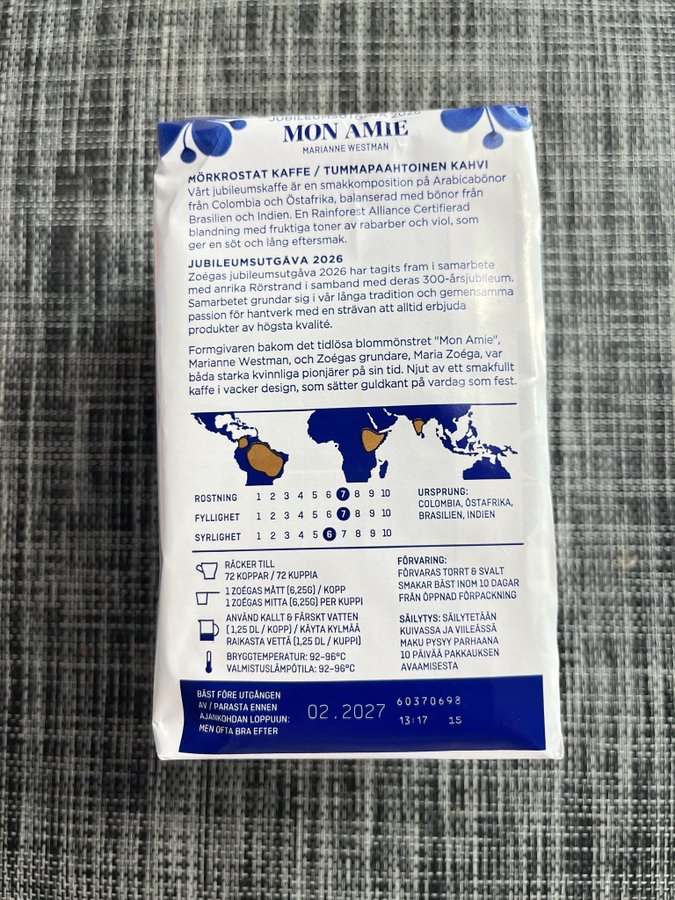 JUBILEUMSUTGÅVA 2026
MON AMIE
MARIANNE WESTMAN
MÖRKROSTAT KAFFE / TUMMAPAAHTOINEN KAHVI
Vårt jubileumskaffe är en smakkomposition på Arabicabönor
från Colombia och Östafrika, balanserad med bönor från
Brasilien och Indien. En Rainforest Alliance Certifierad
blandning med fruktiga toner av rabarber och viol, som
ger en söt och lång eftersmak.
JUBILEUMSUTGÅVA 2026
Zoégas jubileumsutgåva 2026 har tagits fram i samarbete
med anrika Rörstrand i samband med deras 300-årsjubileum.
Samarbetet grundar sig i vår långa tradition och gemensamma
passion för hantverk med en strävan att alltid erbjuda
produkter av högsta kvalité.
Formgivaren bakom det tidlösa blommönstret "Mon Amie",
Marianne Westman, och Zoégas grundare, Maria Zoéga, var
båda starka kvinnliga pionjärer på sin tid. Njut av ett smakfullt
kaffe i vacker design, som sätter guldkant på vardag som fest.
ROSTNING 1 2 3 4 5 6 7 8 9 10
FYLLIGHET 1 2 3 4 5 6 7 8 9 10
SYRLIGHET 1 2 3 4 5 6 7 8 9 10
URSPRUNG:
COLOMBIA, ÖSTAFRIKA,
BRASILIEN, INDIEN
RÄCKER TILL
72 KOPPAR / 72 KUPPIA
1 ZOÉGAS MÅTT (6,25G) / KOPP
1 ZOÉGAS MITTA (6,25G) PER KUPPI
ANVÄND KALLT & FÄRSKT VATTEN
(1,25 DL / KOPP) / KÄYTÄ KYLMÄÄ
RAIKASTA VETTÄ (1,25 DL / KUPPI)
BRYGGTEMPERATUR: 92-96°C
VALMISTUSLÄMPÖTILA: 92-96°C
FÖRVARING:
FÖRVARAS TORRT & SVALT
SMAKAR BÄST INOM 10 DAGAR
FRÅN ÖPPNAD FÖRPACKNING
SÄILYTYS: SÄILYTETÄÄN
KUIVASSA JA VIILEÄSSÄ
MAKU PYSYY PARHAANA
10 PÄIVÄÄ PAKKAUKSEN
AVAAMISESTA
BÄST FÖRE UTGÅNGEN
AV / PARASTA ENNEN
AJANKOHDAN LOPPUUN:
MEN OFTA BRA EFTER
02.2027
60370698
13:17 15